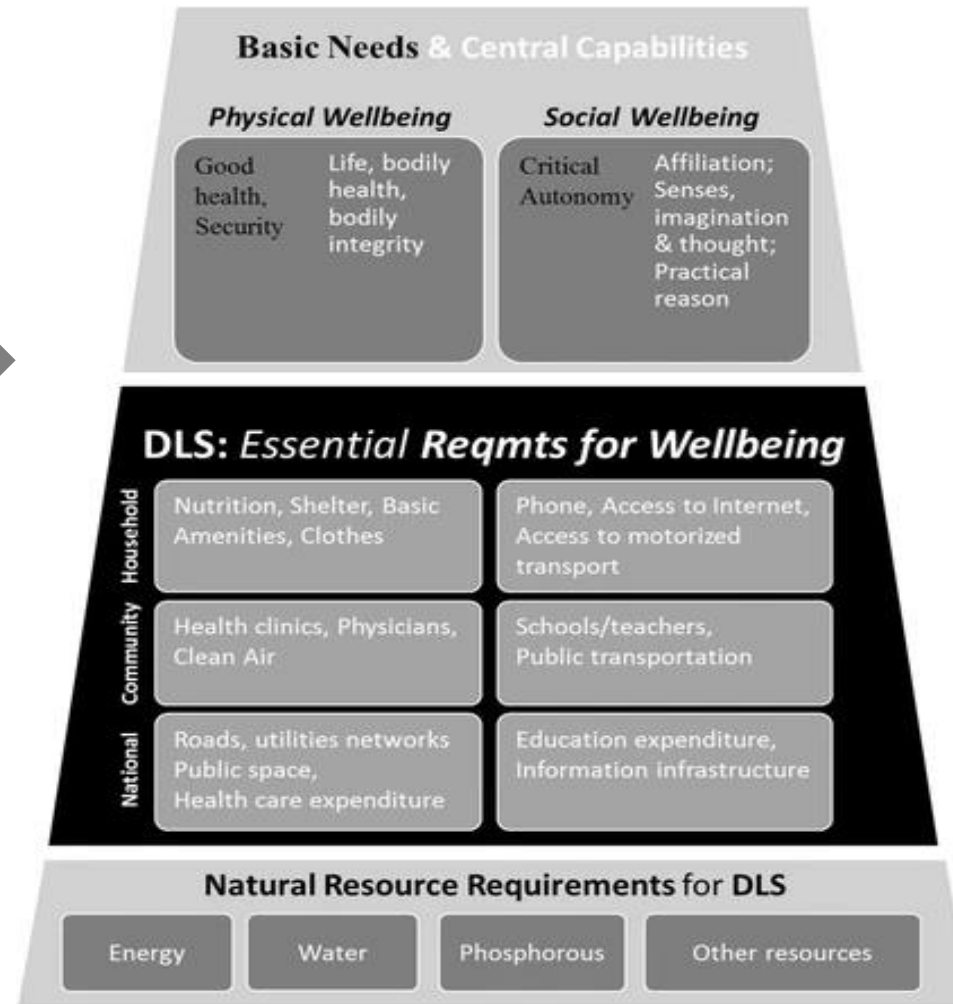 Basic Needs & Central Capabilities
Physical Wellbeing
Social Wellbeing
Good
health,
Security
Life, bodily
health,
bodily
integrity
Critical
Autonomy
Affiliation;
Senses,
imagination
& thought;
Practical
reason
DLS: Essential Reqmts for Wellbeing
Household
Nutrition, Shelter, Basic
Amenities, Clothes
Phone, Access to Internet,
Access to motorized
transport
Community
Health clinics, Physicians,
Clean Air
Schools/teachers,
Public transportation
National
Roads, utilities networks
Public space,
Health care expenditure
Education expenditure,
Information infrastructure
Natural Resource Requirements for DLS
Energy
Water
Phosphorous
Other resources